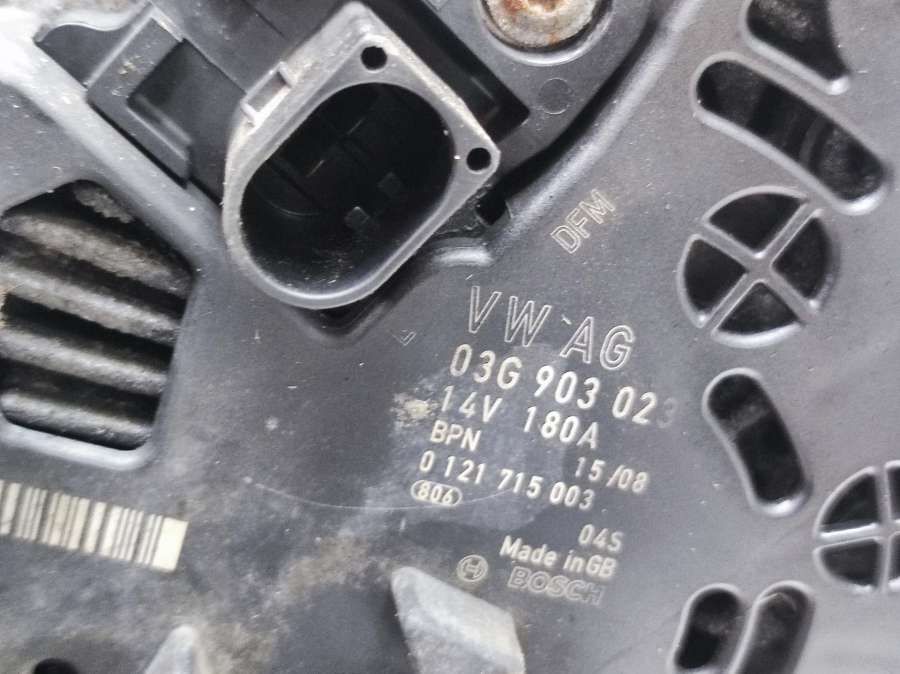 DFM
VW AG
03G 903 023
14V 180A
BPN 15/08
0 121 715 003
806 04S
Made in GB
BOSCH